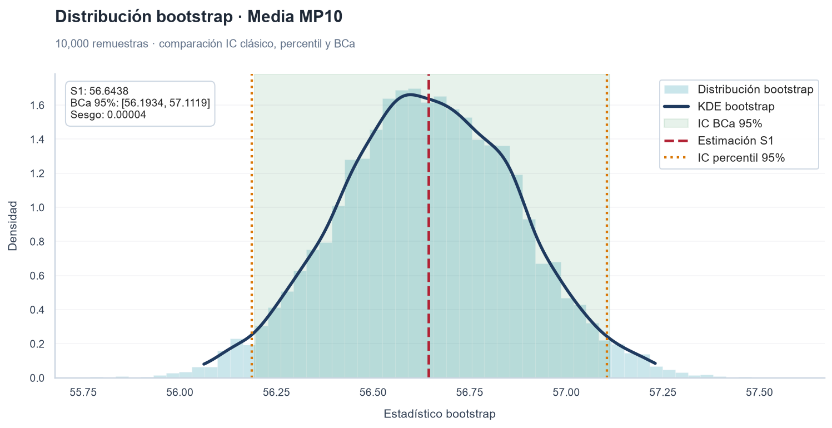 Distribución bootstrap · Media MP10
10,000 remuestras · comparación IC clásico, percentil y BCa
S1: 56.6438
BCa 95%: [56.1934, 57.1119]
Sesgo: 0.00004
Distribución bootstrap
KDE bootstrap
IC BCa 95%
Estimación S1
IC percentil 95%
Densidad
1.6
1.4
1.2
1.0
0.8
0.6
0.4
0.2
0.0
55.75 56.00 56.25 56.50 56.75 57.00 57.25 57.50
Estadístico bootstrap